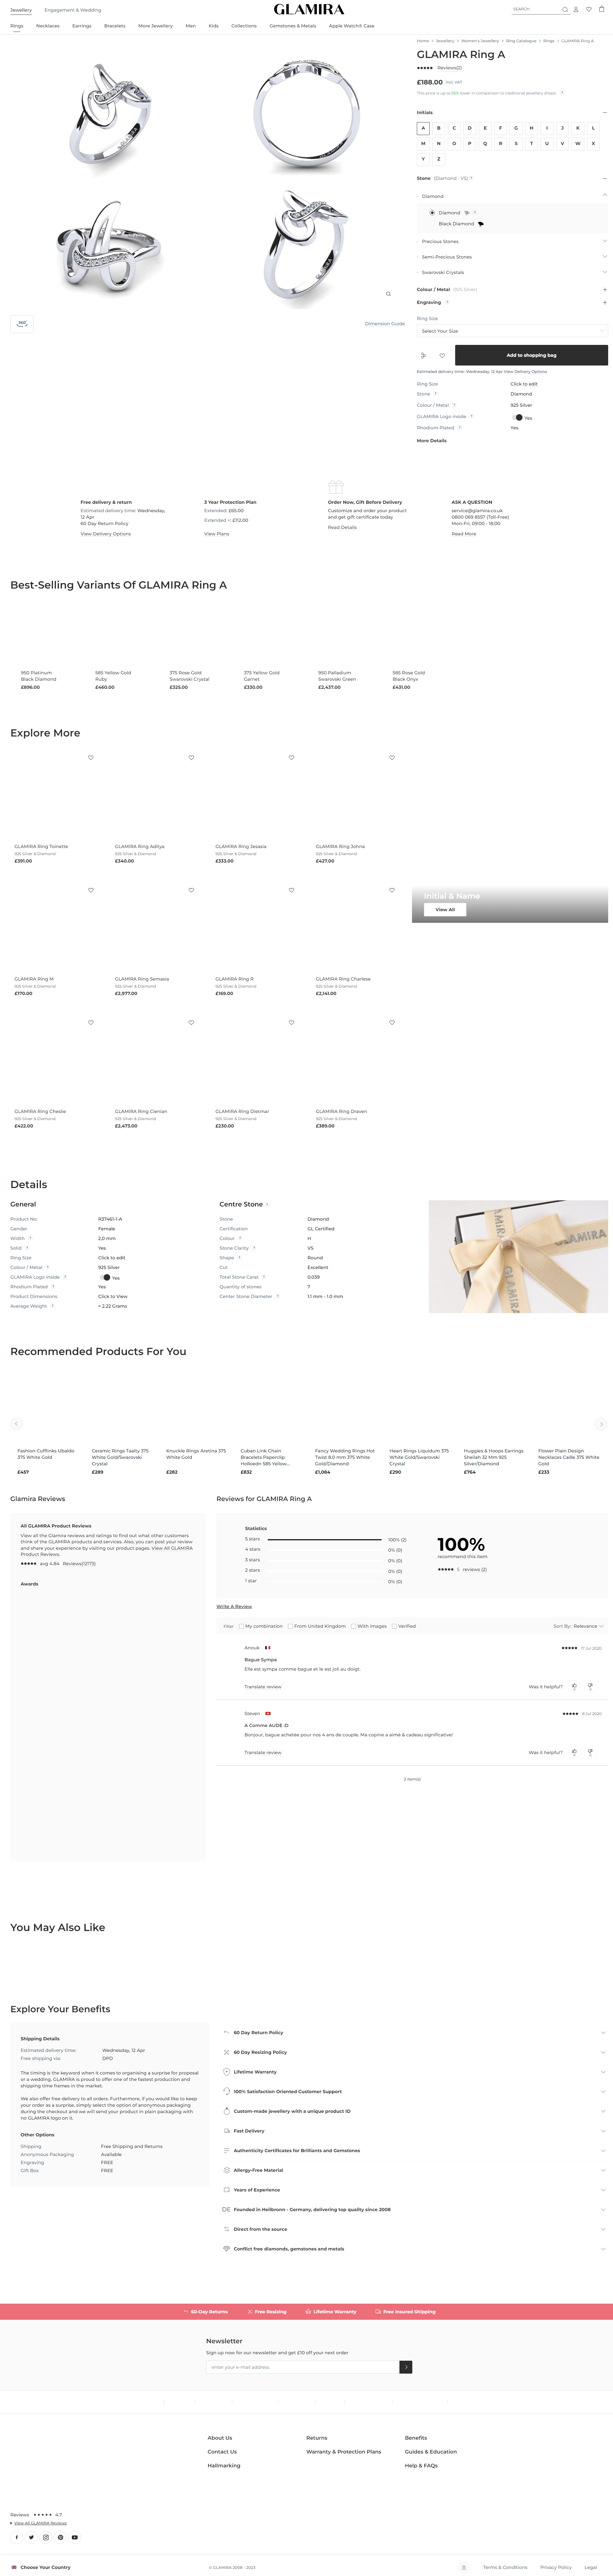 Jewellery
Engagement & Wedding
GLAMIRA
SEARCH
Rings
Necklaces
Earrings
Bracelets
More Jewellery
Men
Kids
Collections
Gemstones & Metals
Apple Watch® Case
Home > Jewellery > Women's Jewellery > Ring Catalogue > Rings > GLAMIRA Ring A
GLAMIRA Ring A
Reviews(2)
£188.00 incl. VAT
Initials
A B C D E F G H I J K L
M N O P Q R S T U V W X
Y Z
Stone (Diamond - VS) ?
Diamond
Diamond
Black Diamond
Precious Stones
Semi-Precious Stones
Swarovski Crystals
Colour / Metal (925 Silver)
Engraving ?
360°
Dimension Guide
Ring Size
Select Your Size
Add to shopping bag
Estimated delivery time: Wednesday, 12 Apr View Delivery Options
Ring Size Click to edit
Stone ? Diamond
Colour / Metal ? 925 Silver
GLAMIRA Logo inside ? Yes
Rhodium Plated ? Yes
More Details
Free delivery & return
Estimated delivery time: Wednesday,
12 Apr
60 Day Return Policy
View Delivery Options
3 Year Protection Plan
Extended: £65.00
Extended +: £112.00
View Plans
Order Now, Gift Before Delivery
Customize and order your product
and get gift certificate today
Read Details
ASK A QUESTION
service@glamira.co.uk
0800 069 8557 (Toll-Free)
Mon-Fri, 09:00 - 18:00
Read More
Best-Selling Variants Of GLAMIRA Ring A
950 Platinum
Black Diamond
£896.00
585 Yellow Gold
Ruby
£460.00
375 Rose Gold
Swarovski Crystal
£325.00
375 Yellow Gold
Garnet
£330.00
950 Palladium
Swarovski Green
£2,437.00
585 Rose Gold
Black Onyx
£431.00
Explore More
GLAMIRA Ring Toinette
925 Silver & Diamond
£391.00
GLAMIRA Ring Aditya
925 Silver & Diamond
£340.00
GLAMIRA Ring Jesasia
925 Silver & Diamond
£333.00
GLAMIRA Ring Johna
925 Silver & Diamond
£427.00
Initial & Name
View All
GLAMIRA Ring M
925 Silver & Diamond
£170.00
GLAMIRA Ring Semasia
925 Silver & Diamond
£2,977.00
GLAMIRA Ring R
925 Silver & Diamond
£169.00
GLAMIRA Ring Charlese
925 Silver & Diamond
£2,141.00
GLAMIRA Ring Cheslie
925 Silver & Diamond
£422.00
GLAMIRA Ring Cienian
925 Silver & Diamond
£2,473.00
GLAMIRA Ring Dietmar
925 Silver & Diamond
£230.00
GLAMIRA Ring Draven
925 Silver & Diamond
£389.00
Details
General
Product No: R37461-1-A
Gender Female
Width ? 2,0 mm
Solid ? Yes
Ring Size Click to edit
Colour / Metal ? 925 Silver
GLAMIRA Logo inside ? Yes
Rhodium Plated ? Yes
Product Dimensions Click to View
Average Weight ? ≈ 2.22 Grams
Centre Stone ?
Stone Diamond
Certification GL Certified
Colour ? H
Stone Clarity ? VS
Shape ? Round
Cut Excellent
Total Stone Carat ? 0.039
Quantity of stones 7
Center Stone Diameter ? 1.1 mm - 1.0 mm
GLAMIRA
Recommended Products For You
Fashion Cufflinks Ubaldo
375 White Gold
£457
Ceramic Rings Taalty 375
White Gold/Swarovski
Crystal
£289
Knuckle Rings Aretina 375
White Gold
£282
Cuban Link Chain
Bracelets Paperclip
Holloedn 585 Yellow...
£832
Fancy Wedding Rings Hot
Twist 8.0 mm 375 White
Gold/Diamond
£1,084
Heart Rings Liquidum 375
White Gold/Swarovski
Crystal
£290
Huggies & Hoops Earrings
Sheilah 32 Mm 925
Silver/Diamond
£764
Flower Plain Design
Necklaces Caille 375 White
Gold
£233
Glamira Reviews
All GLAMIRA Product Reviews
View all the Glamira reviews and ratings to find out what other customers
think of the GLAMIRA products and services. Also, you can post your review
and share your experience by visiting our product pages. View All GLAMIRA
Product Reviews.
avg 4.84 Reviews(12773)
Awards
Reviews for GLAMIRA Ring A
Statistics
5 stars 100% (2)
4 stars 0% (0)
3 stars 0% (0)
2 stars 0% (0)
1 star 0% (0)
100%
recommend this item
5 reviews (2)
Write A Review
Filter My combination From United Kingdom With images Verified
Sort By: Relevance
Anouk
17 Jul 2020
Bague Sympa
Elle est sympa comme bague et le est joli au doigt.
Translate review
Was it helpful?
Steven
8 Jul 2020
A Comme AUDE :D
Bonjour, bague achetée pour nos 4 ans de couple. Ma copine a aimé & cadeau significative!
Translate review
Was it helpful?
2 Item(s)
You May Also Like
Explore Your Benefits
Shipping Details
Estimated delivery time: Wednesday, 12 Apr
Free shipping via: DPD
The timing is the keyword when it comes to organising a surprise for proposal
or a wedding, GLAMIRA is proud to offer one of the fastest production and
shipping time frames in the market.
We also offer free delivery to all orders. Furthermore, if you would like to keep
your order as a surprise, simply select the option of anonymous packaging
during the checkout and we will send your product in plain packaging with
no GLAMIRA logo on it.
Other Options
Shipping Free Shipping and Returns
Anonymous Packaging Available
Engraving FREE
Gift Box FREE
60 Day Return Policy
60 Day Resizing Policy
Lifetime Warranty
100% Satisfaction Oriented Customer Support
Custom-made jewellery with a unique product ID
Fast Delivery
Authenticity Certificates for Brilliants and Gemstones
Allergy-Free Material
Years of Experience
DE Founded in Heilbronn - Germany, delivering top quality since 2008
Direct from the source
Conflict free diamonds, gemstones and metals
60-Day Returns
Free Resizing
Lifetime Warranty
Free Insured Shipping
Newsletter
Sign up now for our newsletter and get £10 off your next order
enter your e-mail address
About Us
Contact Us
Hallmarking
Returns
Warranty & Protection Plans
Benefits
Guides & Education
Help & FAQs
Reviews 4.7
View All GLAMIRA Reviews
Choose Your Country
© GLAMIRA 2008 - 2023
Terms & Conditions
Privacy Policy
Legal